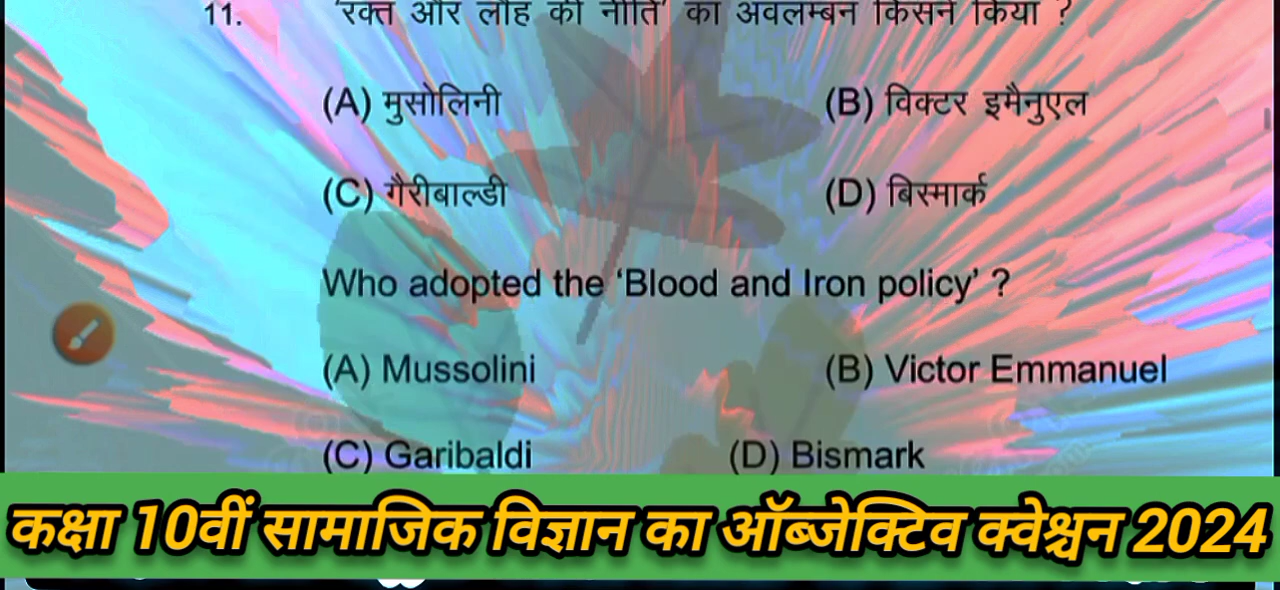 11. 'रक्त और लौह की नीति' का अवलम्बन किसने किया ?
(A) मुसोलिनी (B) विक्टर इमैनुएल
(C) गैरीबाल्डी (D) बिस्मार्क
Who adopted the ‘Blood and Iron policy’ ?
(A) Mussolini (B) Victor Emmanuel
(C) Garibaldi (D) Bismark
कक्षा 10वीं सामाजिक विज्ञान का ऑब्जेक्टिव क्वेश्चन 2024